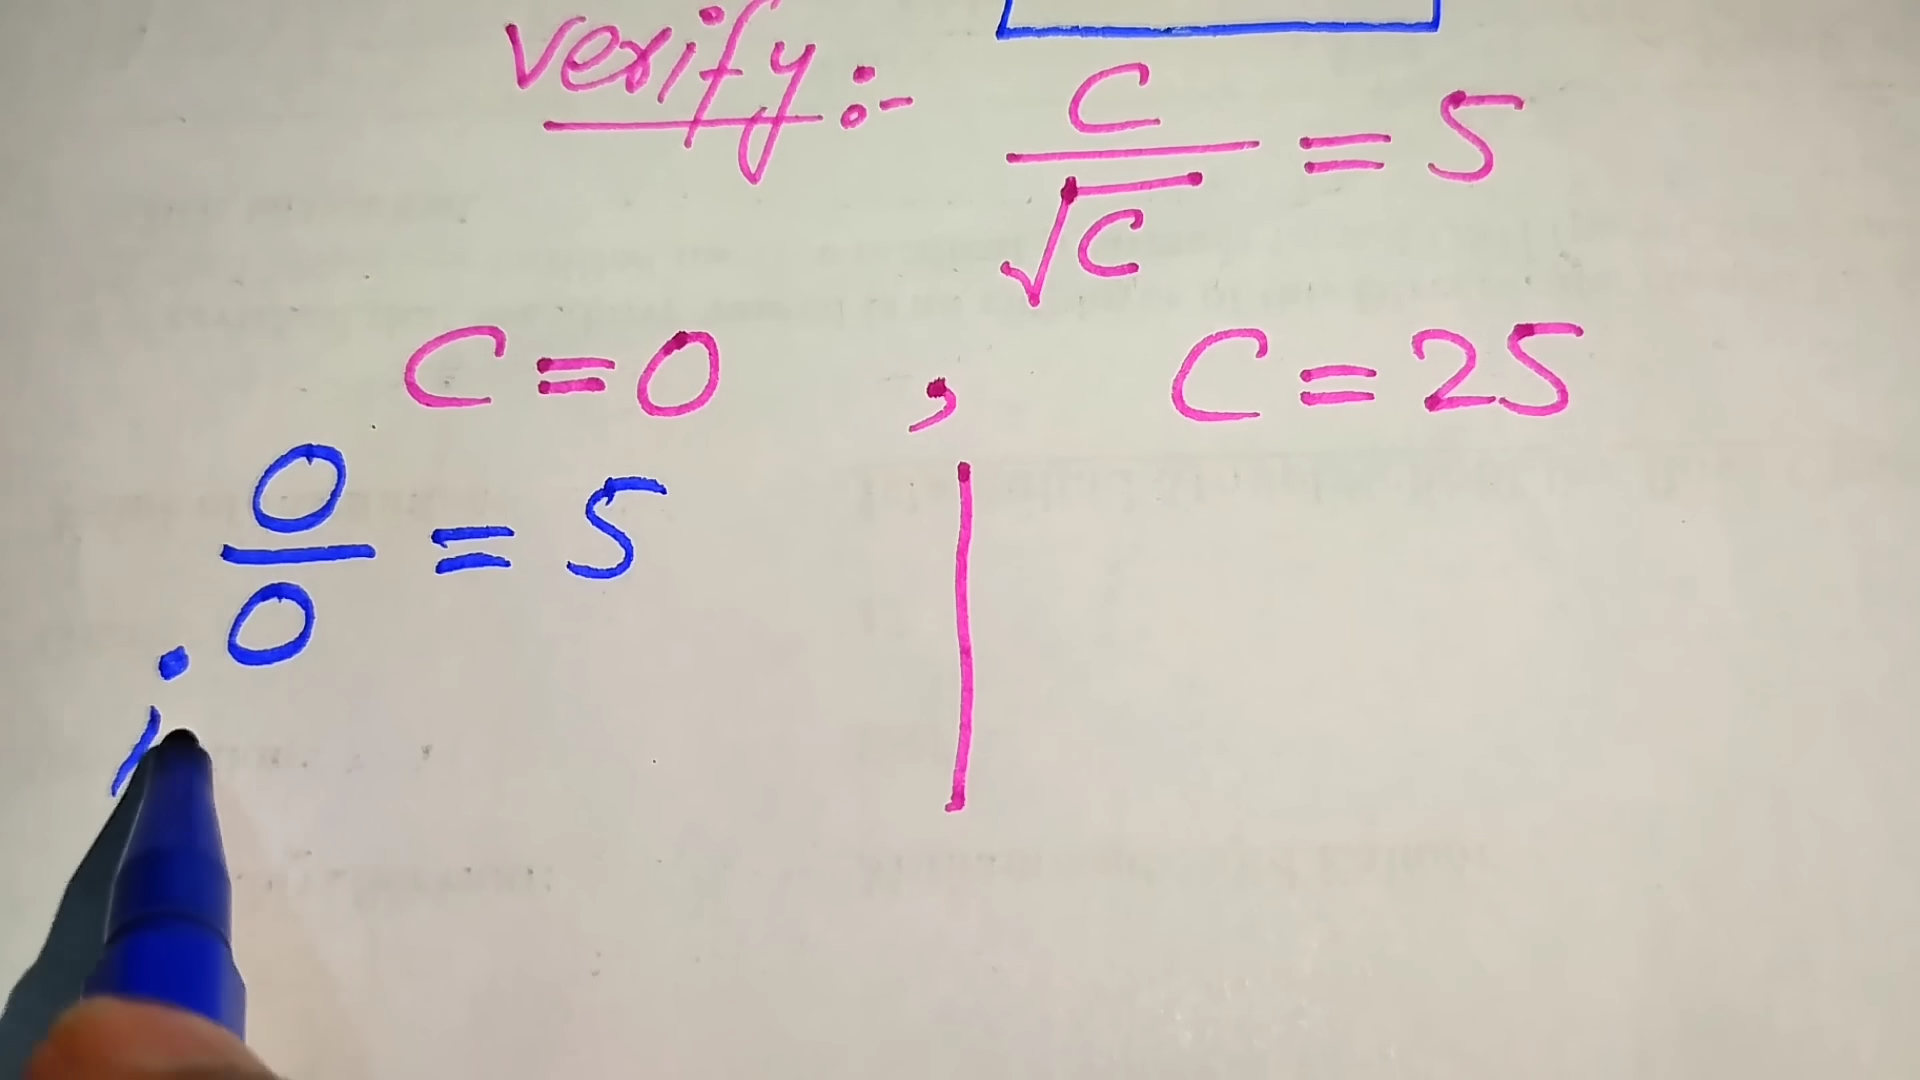 verify :-
C/√C = 5
C = 0 , C = 25
0/0 = 5